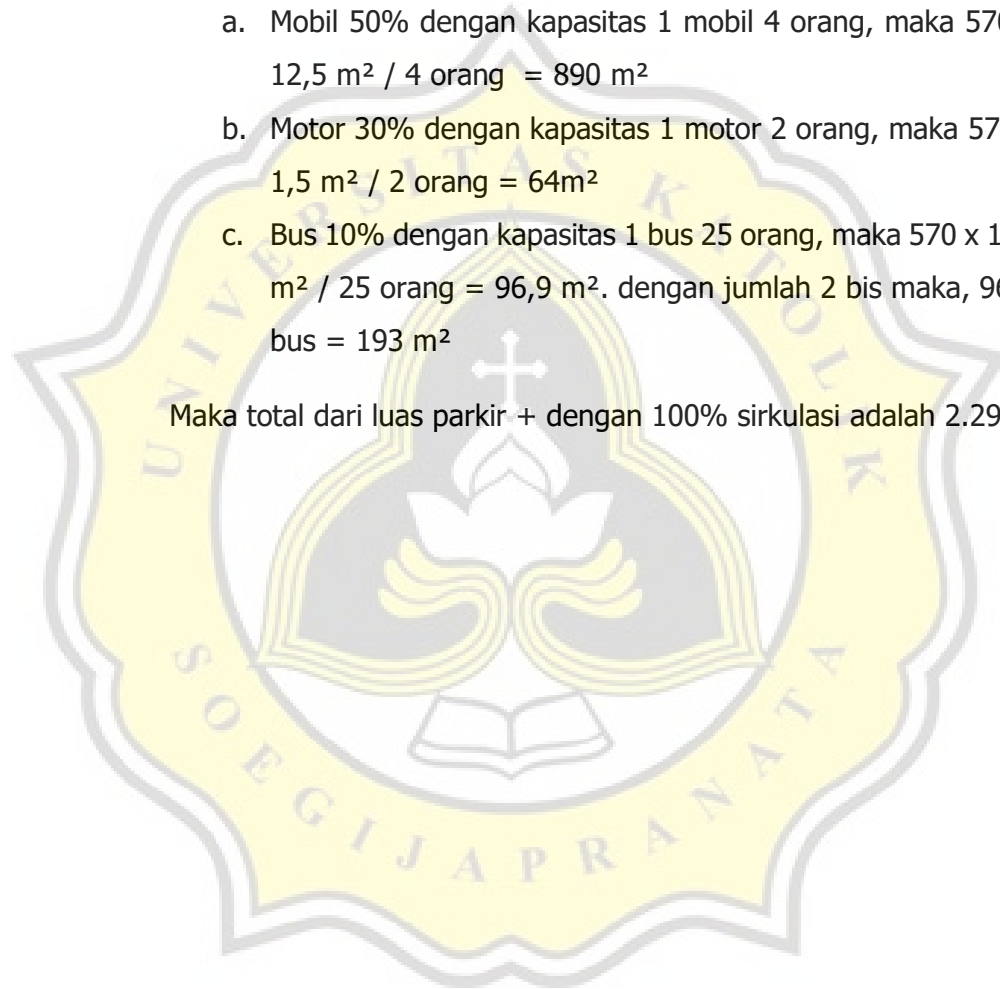 a. Mobil 50% dengan kapasitas 1 mobil 4 orang, maka 570
12,5 m² / 4 orang = 890 m²
b. Motor 30% dengan kapasitas 1 motor 2 orang, maka 57
1,5 m² / 2 orang = 64m²
c. Bus 10% dengan kapasitas 1 bus 25 orang, maka 570 x 1
m² / 25 orang = 96,9 m². dengan jumlah 2 bis maka, 96
bus = 193 m²
Maka total dari luas parkir + dengan 100% sirkulasi adalah 2.29
UNIVERSITAS KATOLIK
SOEGIJAPRANATA